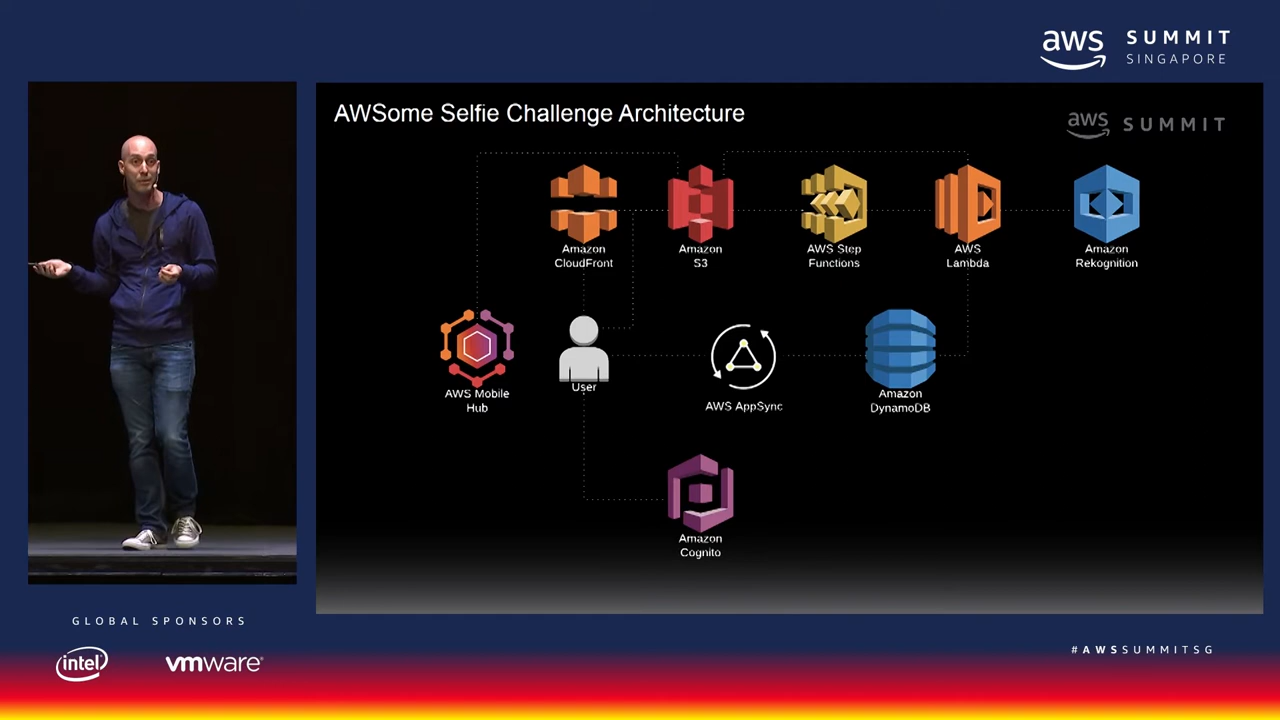 aws SUMMIT
SINGAPORE
AWSome Selfie Challenge Architecture
aws SUMMIT
Amazon
CloudFront
Amazon
S3
AWS Step
Functions
AWS
Lambda
Amazon
Rekognition
AWS Mobile
Hub
User
AWS AppSync
Amazon
DynamoDB
Amazon
Cognito
GLOBAL SPONSORS
intel
vmware
#AWSSUMMITSG